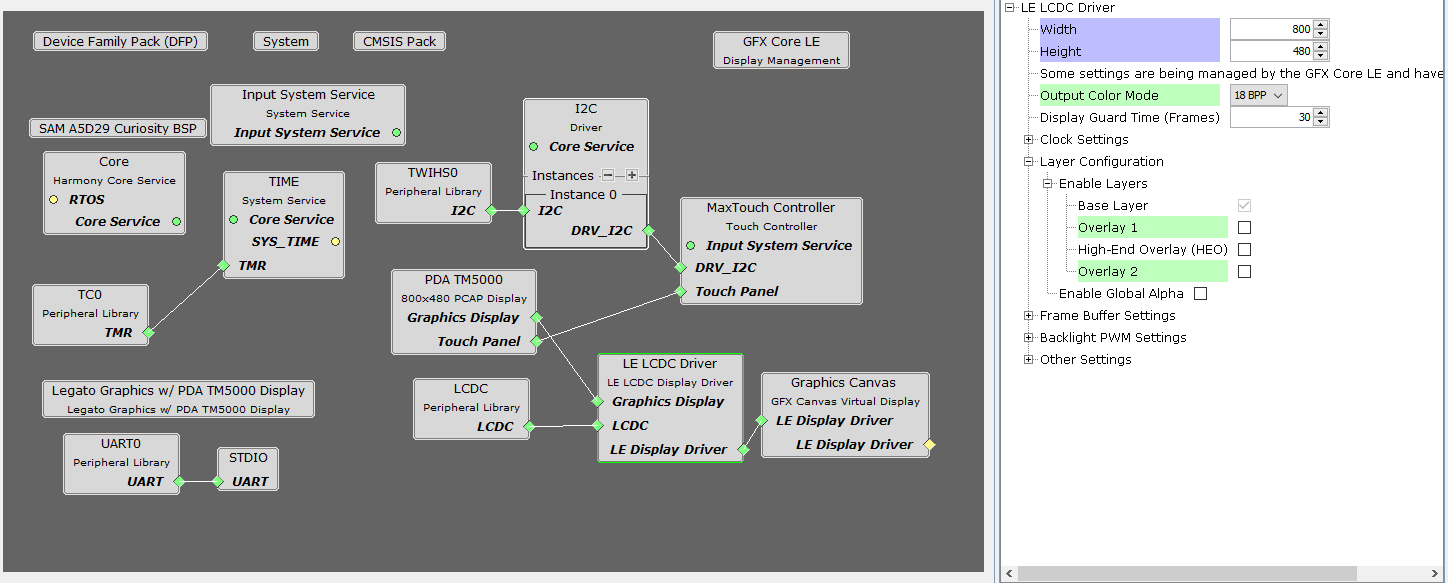 Device Family Pack (DFP)
System
CMSIS Pack
GFX Core LE
Display Management
Input System Service
System Service
Input System Service
SAM A5D29 Curiosity BSP
Core
Harmony Core Service
RTOS
Core Service
TIME
System Service
Core Service
SYS_TIME
TMR
TWIHS0
Peripheral Library
I2C
I2C
Driver
Core Service
Instances
Instance 0
I2C
DRV_I2C
MaxTouch Controller
Touch Controller
Input System Service
DRV_I2C
Touch Panel
TC0
Peripheral Library
TMR
PDA TM5000
800x480 PCAP Display
Graphics Display
Touch Panel
Legato Graphics w/ PDA TM5000 Display
Legato Graphics w/ PDA TM5000 Display
LCDC
Peripheral Library
LCDC
LE LCDC Driver
LE LCDC Display Driver
Graphics Display
LCDC
LE Display Driver
Graphics Canvas
GFX Canvas Virtual Display
LE Display Driver
LE Display Driver
UART0
Peripheral Library
UART
STDIO
UART
LE LCDC Driver
Width 800
Height 480
Some settings are being managed by the GFX Core LE and have
Output Color Mode 18 BPP
Display Guard Time (Frames) 30
Clock Settings
Layer Configuration
Enable Layers
Base Layer
Overlay 1
High-End Overlay (HEO)
Overlay 2
Enable Global Alpha
Frame Buffer Settings
Backlight PWM Settings
Other Settings